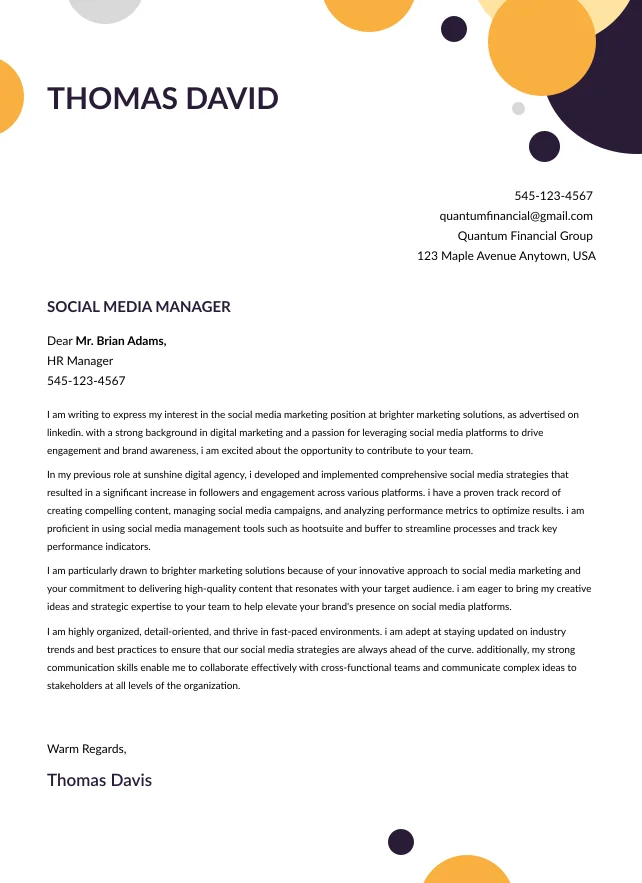 THOMAS DAVID
545-123-4567
quantumfinancial@gmail.com
Quantum Financial Group
123 Maple Avenue Anytown, USA
SOCIAL MEDIA MANAGER
Dear Mr. Brian Adams,
HR Manager
545-123-4567
I am writing to express my interest in the social media marketing position at brighter marketing solutions, as advertised on
linkedin. with a strong background in digital marketing and a passion for leveraging social media platforms to drive
engagement and brand awareness, i am excited about the opportunity to contribute to your team.
In my previous role at sunshine digital agency, i developed and implemented comprehensive social media strategies that
resulted in a significant increase in followers and engagement across various platforms. i have a proven track record of
creating compelling content, managing social media campaigns, and analyzing performance metrics to optimize results. i am
proficient in using social media management tools such as hootsuite and buffer to streamline processes and track key
performance indicators.
I am particularly drawn to brighter marketing solutions because of your innovative approach to social media marketing and
your commitment to delivering high-quality content that resonates with your target audience. i am eager to bring my creative
ideas and strategic expertise to your team to help elevate your brand's presence on social media platforms.
I am highly organized, detail-oriented, and thrive in fast-paced environments. i am adept at staying updated on industry
trends and best practices to ensure that our social media strategies are always ahead of the curve. additionally, my strong
communication skills enable me to collaborate effectively with cross-functional teams and communicate complex ideas to
stakeholders at all levels of the organization.
Warm Regards,
Thomas Davis